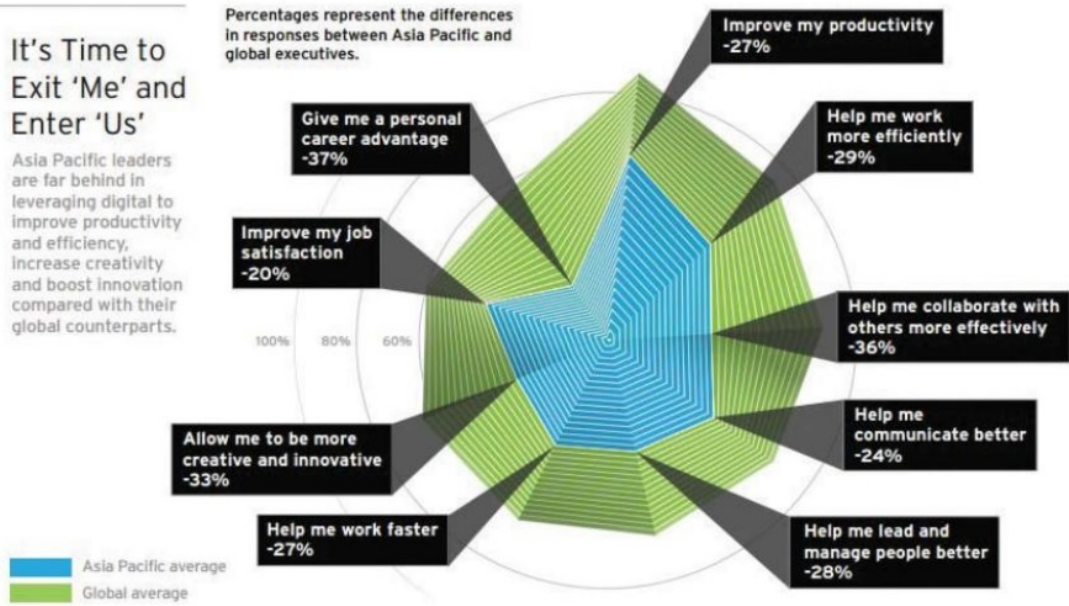 It's Time to
Exit 'Me' and
Enter 'Us'
Asia Pacific leaders
are far behind in
leveraging digital to
improve productivity
and efficiency,
increase creativity
and boost innovation
compared with their
global counterparts.
Percentages represent the differences
in responses between Asia Pacific and
global executives.
Improve my productivity
-27%
Help me work
more efficiently
-29%
Help me collaborate with
others more effectively
-36%
Help me
communicate better
-24%
Help me lead and
manage people better
-28%
Help me work faster
-27%
Allow me to be more
creative and innovative
-33%
Improve my job
satisfaction
-20%
Give me a personal
career advantage
-37%
100% 80% 60%
Asia Pacific average
Global average